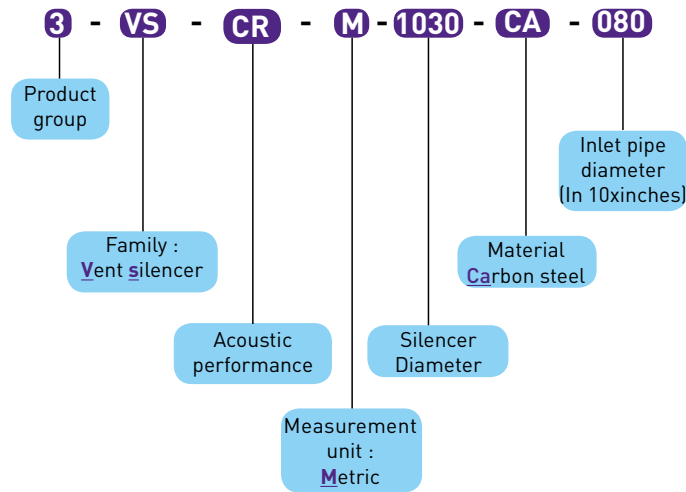 3 - VS - CR - M - 1030 - CA - 080
Product
group
Inlet pipe
diameter
(In 10xinches)
Family :
Vent silencer
Material
Carbon steel
Acoustic
performance
Silencer
Diameter
Measurement
unit :
Metric